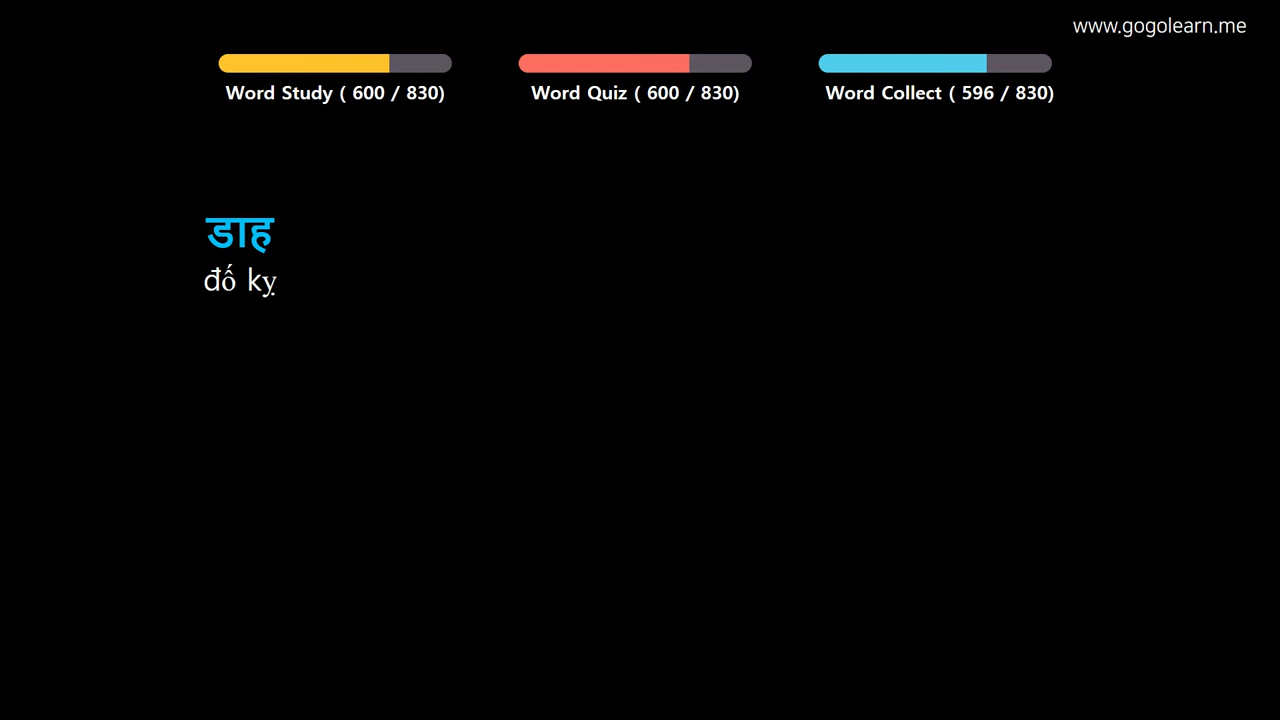 www.gogolearn.me
Word Study ( 600 / 830)
Word Quiz ( 600 / 830)
Word Collect ( 596 / 830)
डाह
đố kỵ